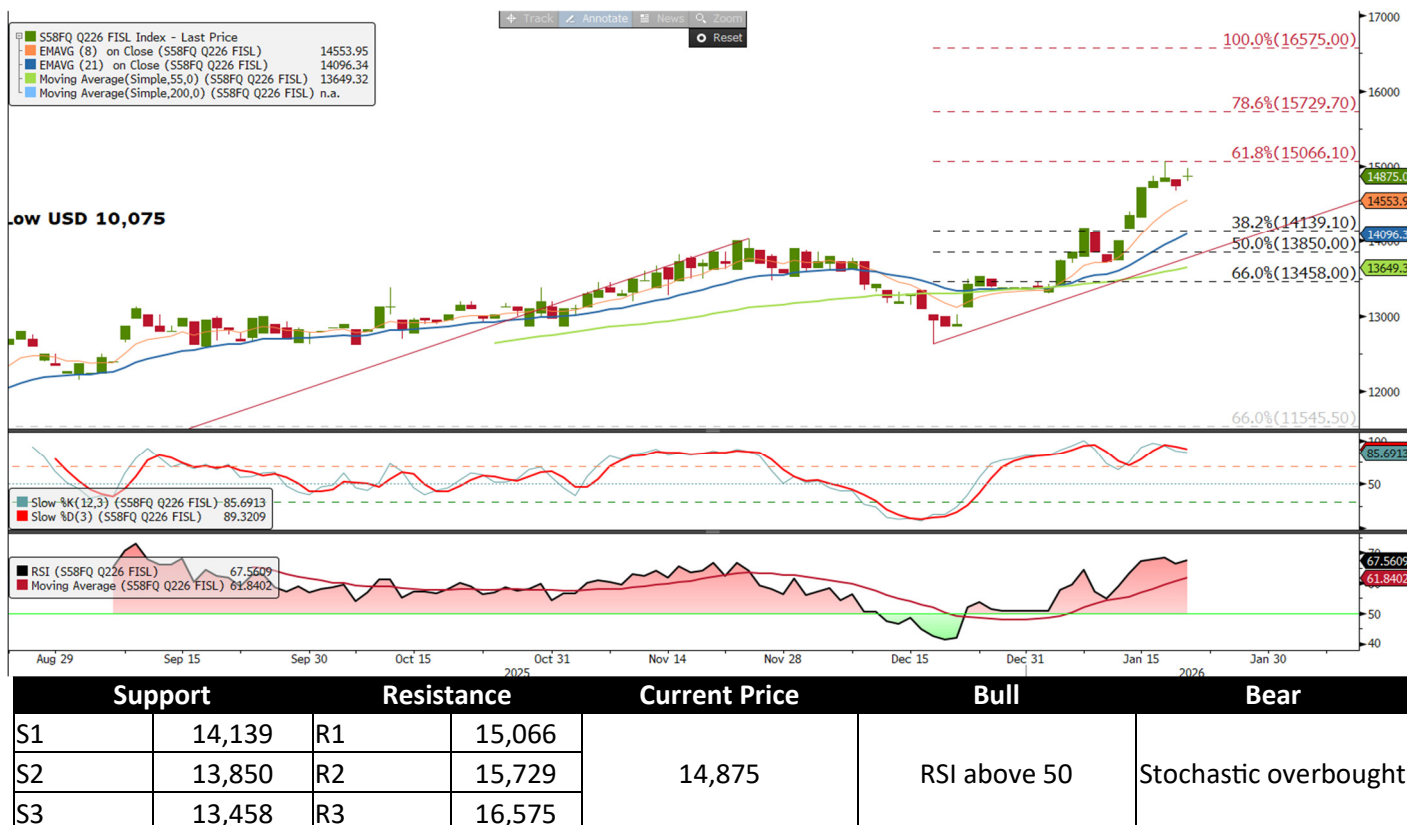 Track Annotate News Zoom
Reset
S58FQ Q226 FISL Index - Last Price
EMAVG (8) on Close (S58FQ Q226 FISL) 14553.95
EMAVG (21) on Close (S58FQ Q226 FISL) 14096.34
Moving Average(Simple,55,0) (S58FQ Q226 FISL) 13649.32
Moving Average(Simple,200,0) (S58FQ Q226 FISL) n.a.
17000
100.0%(16575.00)
16000
78.6%(15729.70)
61.8%(15066.10)
15000
14875.0
14553.9
Low USD 10,075
38.2%(14139.10)
14096.3
14000
50.0%(13850.00)
13649.3
66.0%(13458.00)
13000
12000
66.0%(11545.50)
100
85.6913
50
0
Slow %K(12,3) (S58FQ Q226 FISL) 85.6913
Slow %D(3) (S58FQ Q226 FISL) 89.3209
70
RSI (S58FQ Q226 FISL) 67.5609
Moving Average (S58FQ Q226 FISL) 61.8402
67.5609
61.8402
50
40
Aug 29 Sep 15 Sep 30 Oct 15 Oct 31 Nov 14 Nov 28 Dec 15 Dec 31 Jan 15 Jan 30
2025 2026
Support Resistance Current Price Bull Bear
S1 14,139 R1 15,066
S2 13,850 R2 15,729 14,875 RSI above 50 Stochastic overbought
S3 13,458 R3 16,575